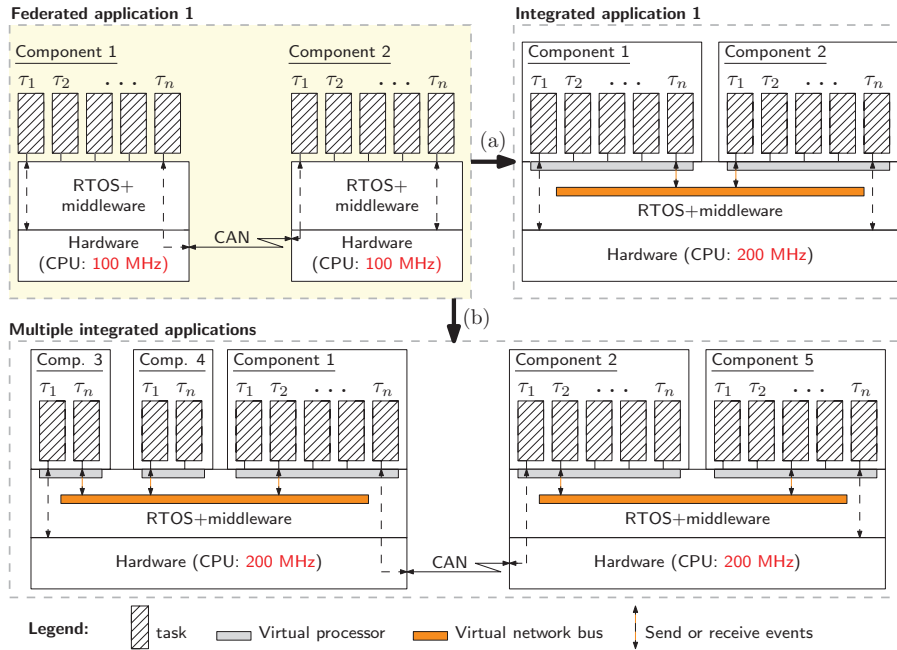 Federated application 1
Component 1
τ1 τ2 ... τn
RTOS+
middleware
Hardware
(CPU: 100 MHz)
CAN
Component 2
τ1 τ2 ... τn
RTOS+
middleware
Hardware
(CPU: 100 MHz)
(a)
Integrated application 1
Component 1
τ1 τ2 ... τn
Component 2
τ1 τ2 ... τn
RTOS+middleware
Hardware (CPU: 200 MHz)
(b)
Multiple integrated applications
Comp. 3
τ1 τn
Comp. 4
τ1 τn
Component 1
τ1 τ2 ... τn
RTOS+middleware
Hardware (CPU: 200 MHz)
CAN
Component 2
τ1 τ2 ... τn
Component 5
τ1 τ2 ... τn
RTOS+middleware
Hardware (CPU: 200 MHz)
Legend: task Virtual processor Virtual network bus Send or receive events